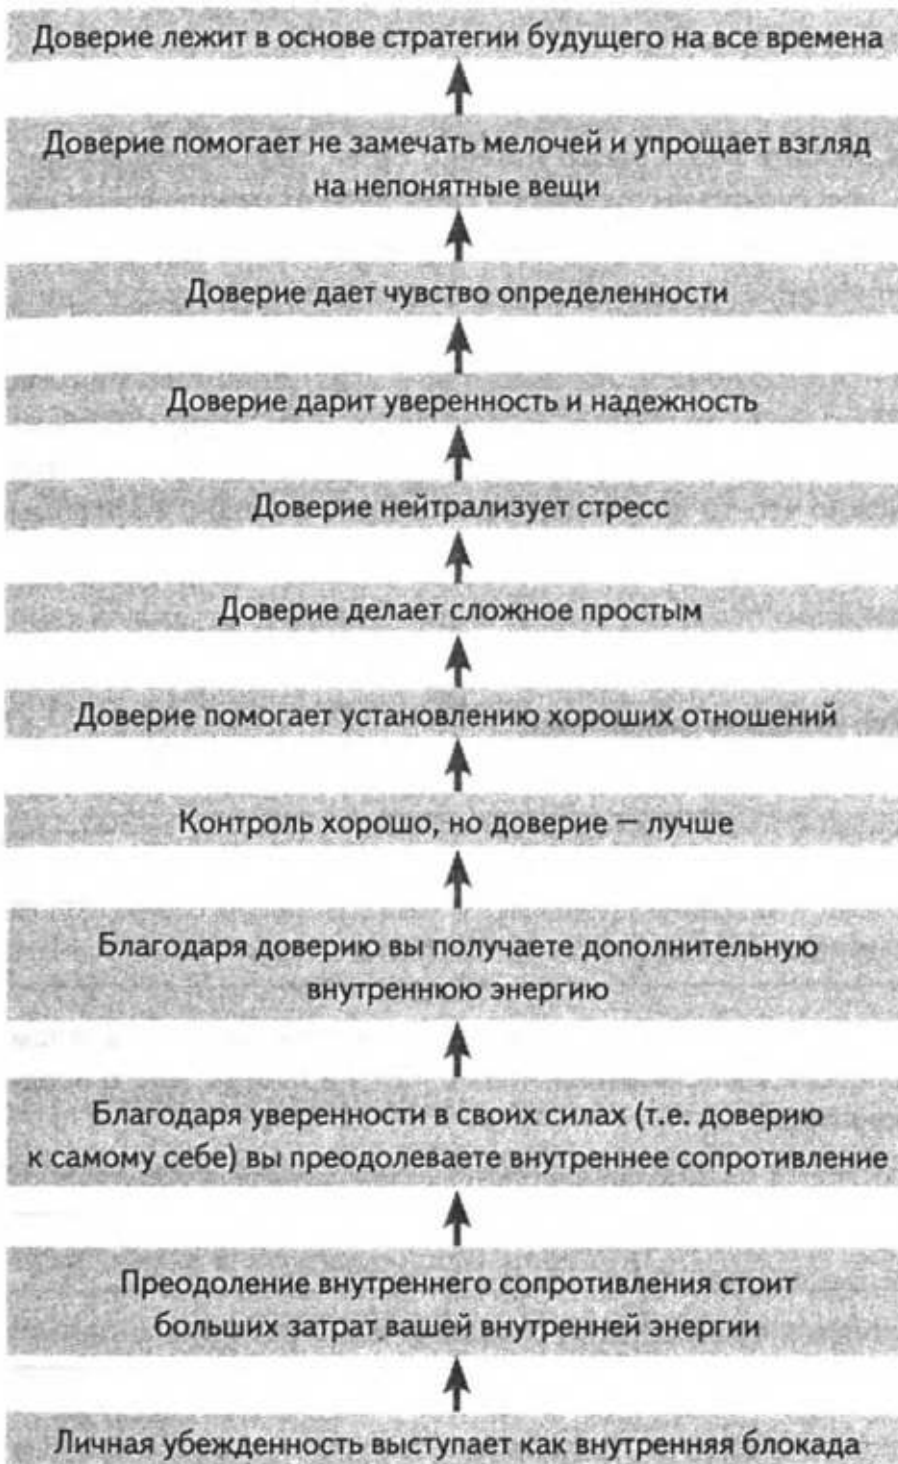 Доверие лежит в основе стратегии будущего на все времена
Доверие помогает не замечать мелочей и упрощает взгляд
на непонятные вещи
Доверие дает чувство определенности
Доверие дарит уверенность и надежность
Доверие нейтрализует стресс
Доверие делает сложное простым
Доверие помогает установлению хороших отношений
Контроль хорошо, но доверие — лучше
Благодаря доверию вы получаете дополнительную
внутреннюю энергию
Благодаря уверенности в своих силах (т.е. доверию
к самому себе) вы преодолеваете внутреннее сопротивление
Преодоление внутреннего сопротивления стоит
больших затрат вашей внутренней энергии
Личная убежденность выступает как внутренняя блокада